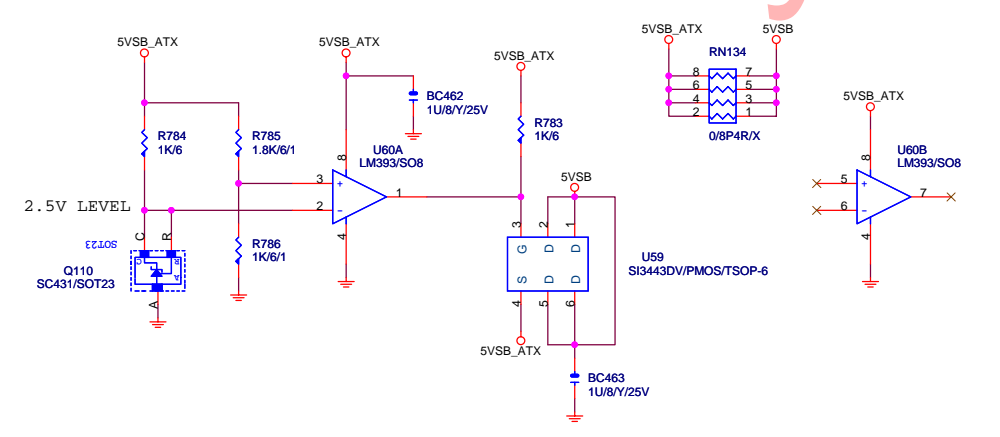 5VSB_ATX
5VSB
RN134
5VSB_ATX
5VSB_ATX
5VSB_ATX
8 7
6 5
4 3
2 1
0/8P4R/X
BC462
1U/8/Y/25V
5VSB_ATX
R784
1K/6
R785
1.8K/6/1
R783
1K/6
U60A
LM393/SO8
U60B
LM393/SO8
8
3
+
1
2
-
4
8
5
+
7
6
-
4
5VSB
2.5V LEVEL
C
R
SOT23
R786
1K/6/1
3
2
1
G
D
D
S
D
D
4
5
6
U59
SI3443DV/PMOS/TSOP-6
Q110
SC431/SOT23
A
5VSB_ATX
BC463
1U/8/Y/25V